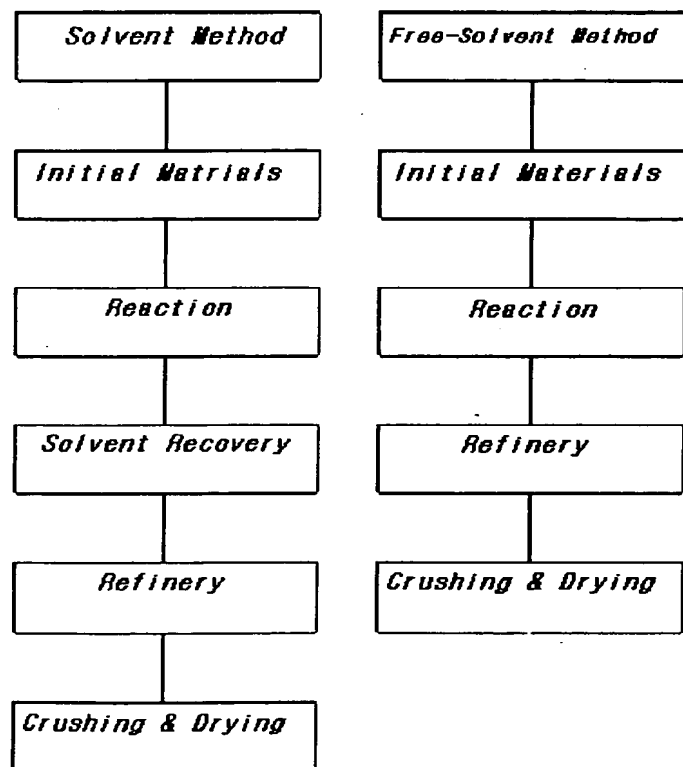 Solvent Method
Initial Matrials
Reaction
Solvent Recovery
Refinery
Crushing & Drying
Free-Solvent Method
Initial Materials
Reaction
Refinery
Crushing & Drying